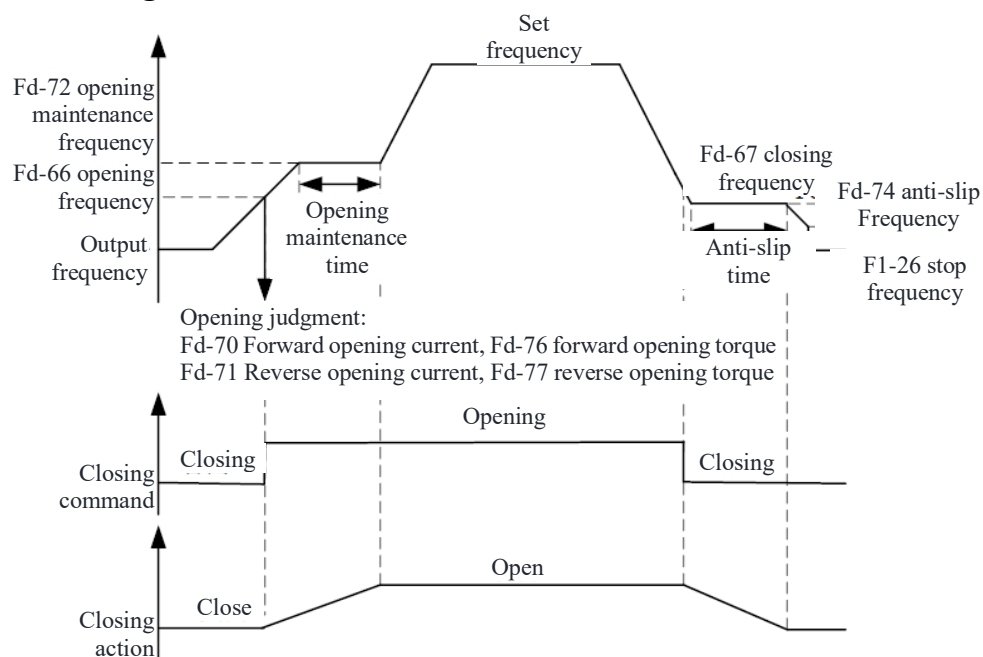 Set
frequency
Fd-72 opening
maintenance
frequency
Fd-66 opening
frequency
Output
frequency
Opening
maintenance
time
Fd-67 closing
frequency
Fd-74 anti-slip
Frequency
Anti-slip
time
F1-26 stop
frequency
Opening judgment:
Fd-70 Forward opening current, Fd-76 forward opening torque
Fd-71 Reverse opening current, Fd-77 reverse opening torque
Opening
Closing
Closing
Closing
command
Open
Close
Closing
action